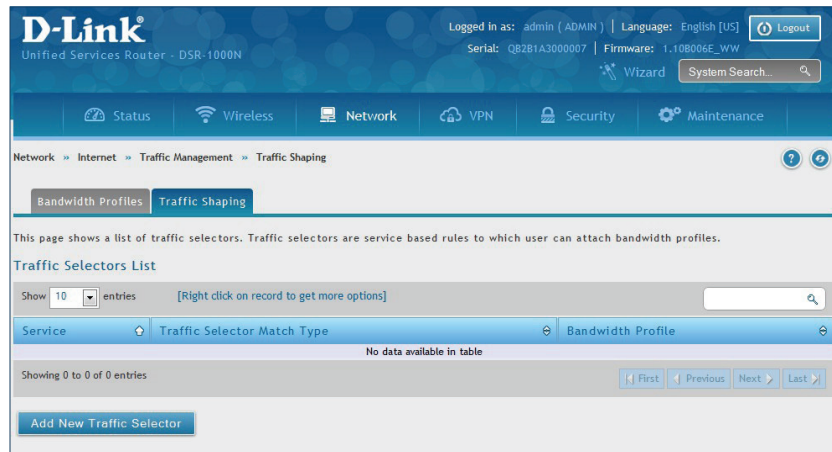 D-Link®
Unified Services Router - DSR-1000N
Logged in as: admin ( ADMIN ) | Language: English [US]
Logout
Serial: QB2B1A3000007 | Firmware: 1.10B006E_WW
Wizard
System Search...
Status
Wireless
Network
VPN
Security
Maintenance
Network » Internet » Traffic Management » Traffic Shaping
Bandwidth Profiles
Traffic Shaping
This page shows a list of traffic selectors. Traffic selectors are service based rules to which user can attach bandwidth profiles.
Traffic Selectors List
Show 10 entries
[Right click on record to get more options]
Service
Traffic Selector Match Type
Bandwidth Profile
No data available in table
Showing 0 to 0 of 0 entries
First
Previous
Next
Last
Add New Traffic Selector